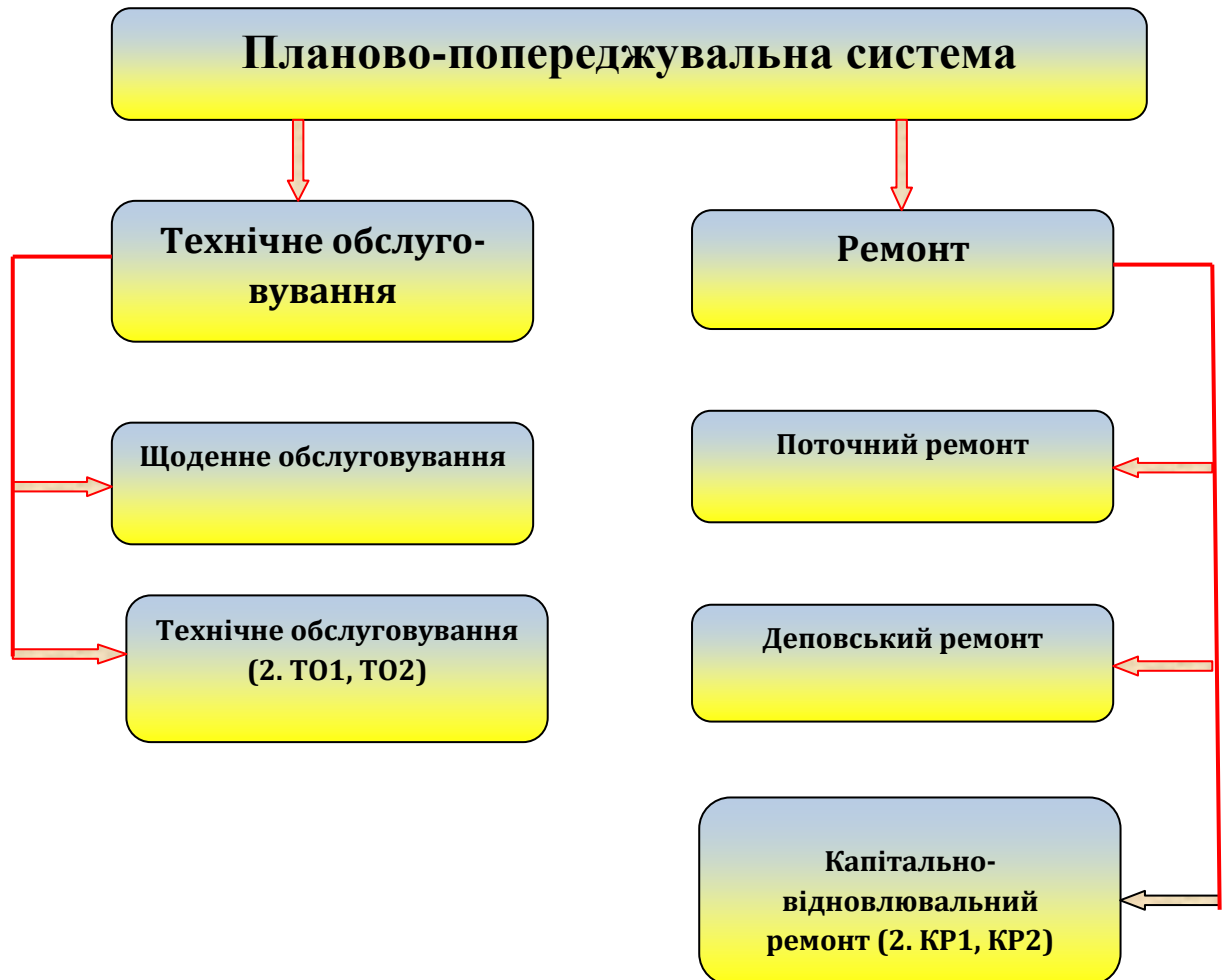 Планово-попереджувальна система
Технічне обслуго-
вування
Ремонт
Щоденне обслуговування
Поточний ремонт
Технічне обслуговування
(2. ТО1, ТО2)
Деповський ремонт
Капітально-
відновлювальний
ремонт (2. КР1, КР2)